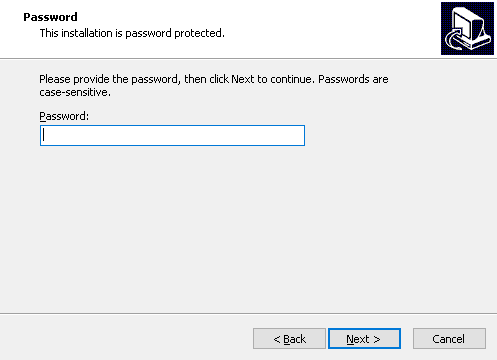 Password
This installation is password protected.
Please provide the password, then click Next to continue. Passwords are
case-sensitive.
Password:
< Back
Next >
Cancel